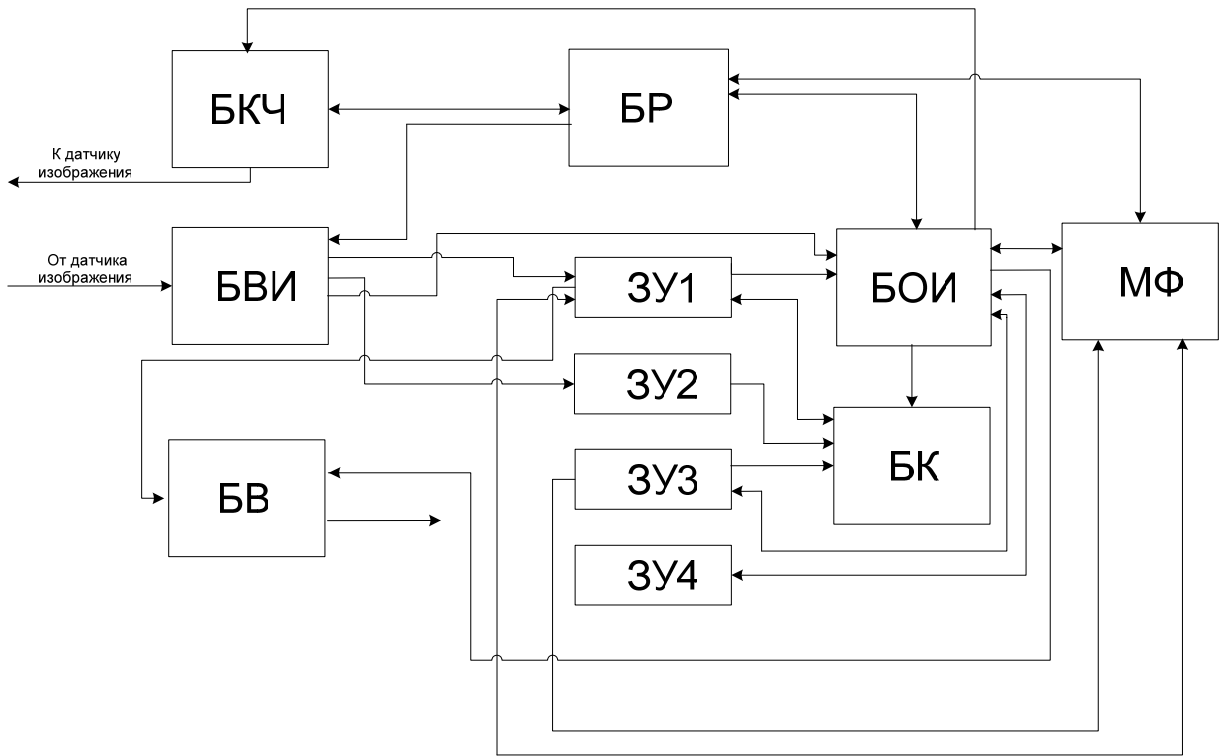 БКЧ
БР
К датчику
изображения
От датчика
изображения
БВИ
ЗУ1
БОИ
МФ
ЗУ2
БК
БВ
ЗУ3
ЗУ4